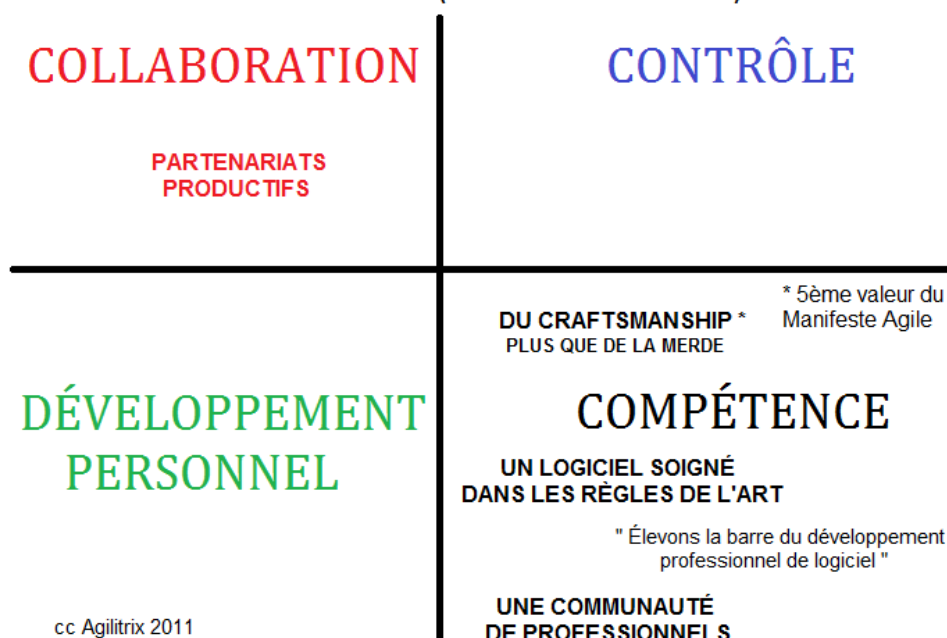 COLLABORATION
PARTENARIATS
PRODUCTIFS
CONTRÔLE
DÉVELOPPEMENT
PERSONNEL
cc Agilitrix 2011
DU CRAFTSMANSHIP *
PLUS QUE DE LA MERDE
* 5ème valeur du
Manifeste Agile
COMPÉTENCE
UN LOGICIEL SOIGNÉ
DANS LES RÈGLES DE L'ART
" Élevons la barre du développement
professionnel de logiciel "
UNE COMMUNAUTÉ
DE PROFESSIONNELS